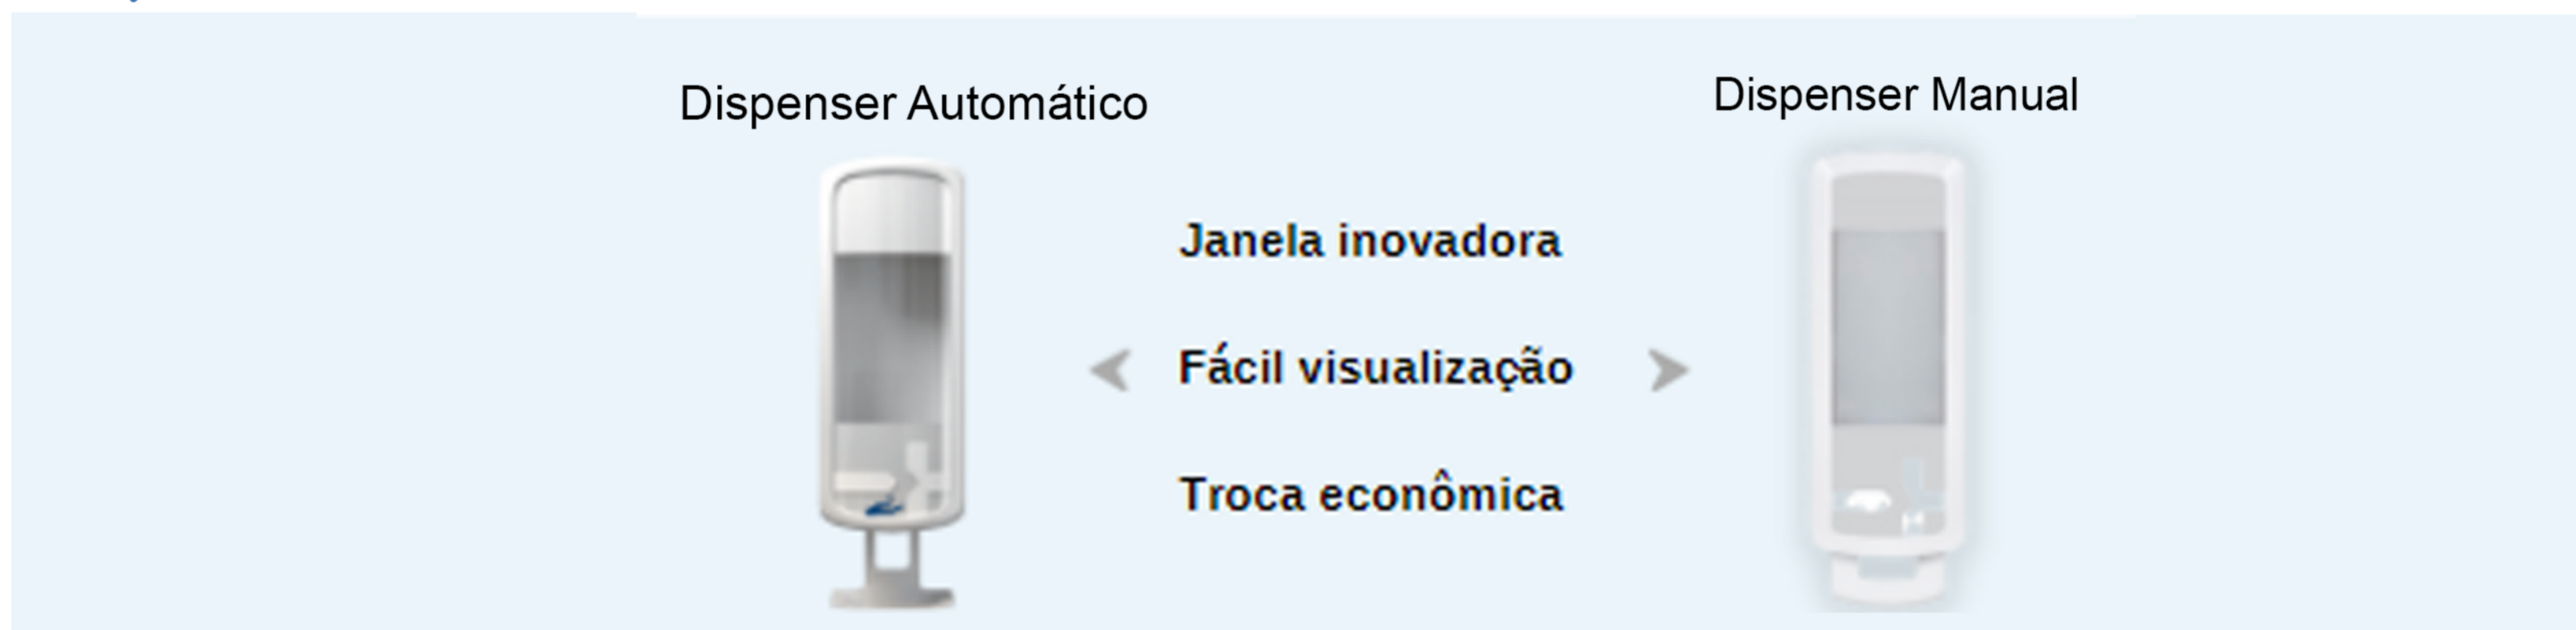 Dispenser Automático
Dispenser Manual
Janela inovadora
Fácil visualização
Troca econômica